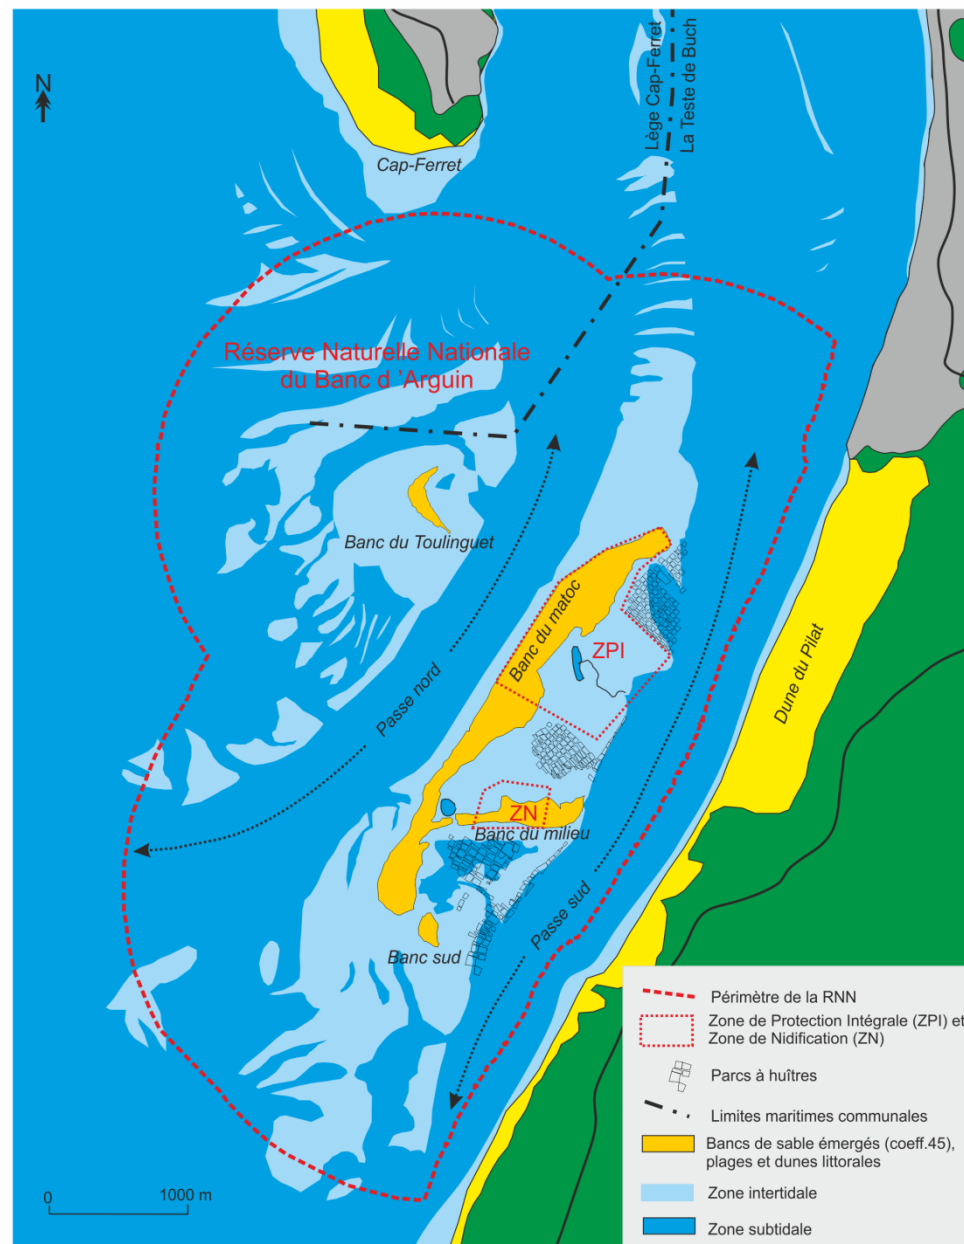 N
Lège Cap-Ferret
La Teste de Buch
Cap-Ferret
Réserve Naturelle Nationale
du Banc d 'Arguin
Banc du Toulinguet
Banc du matoc
ZPI
Passe nord
Dune du Pilat
ZN
Banc du milieu
Passe sud
Banc sud
Périmètre de la RNN
Zone de Protection Intégrale (ZPI) et
Zone de Nidification (ZN)
Parcs à huîtres
Limites maritimes communales
Bancs de sable émergés (coeff.45),
plages et dunes littorales
Zone intertidale
Zone subtidale
0 1000 m